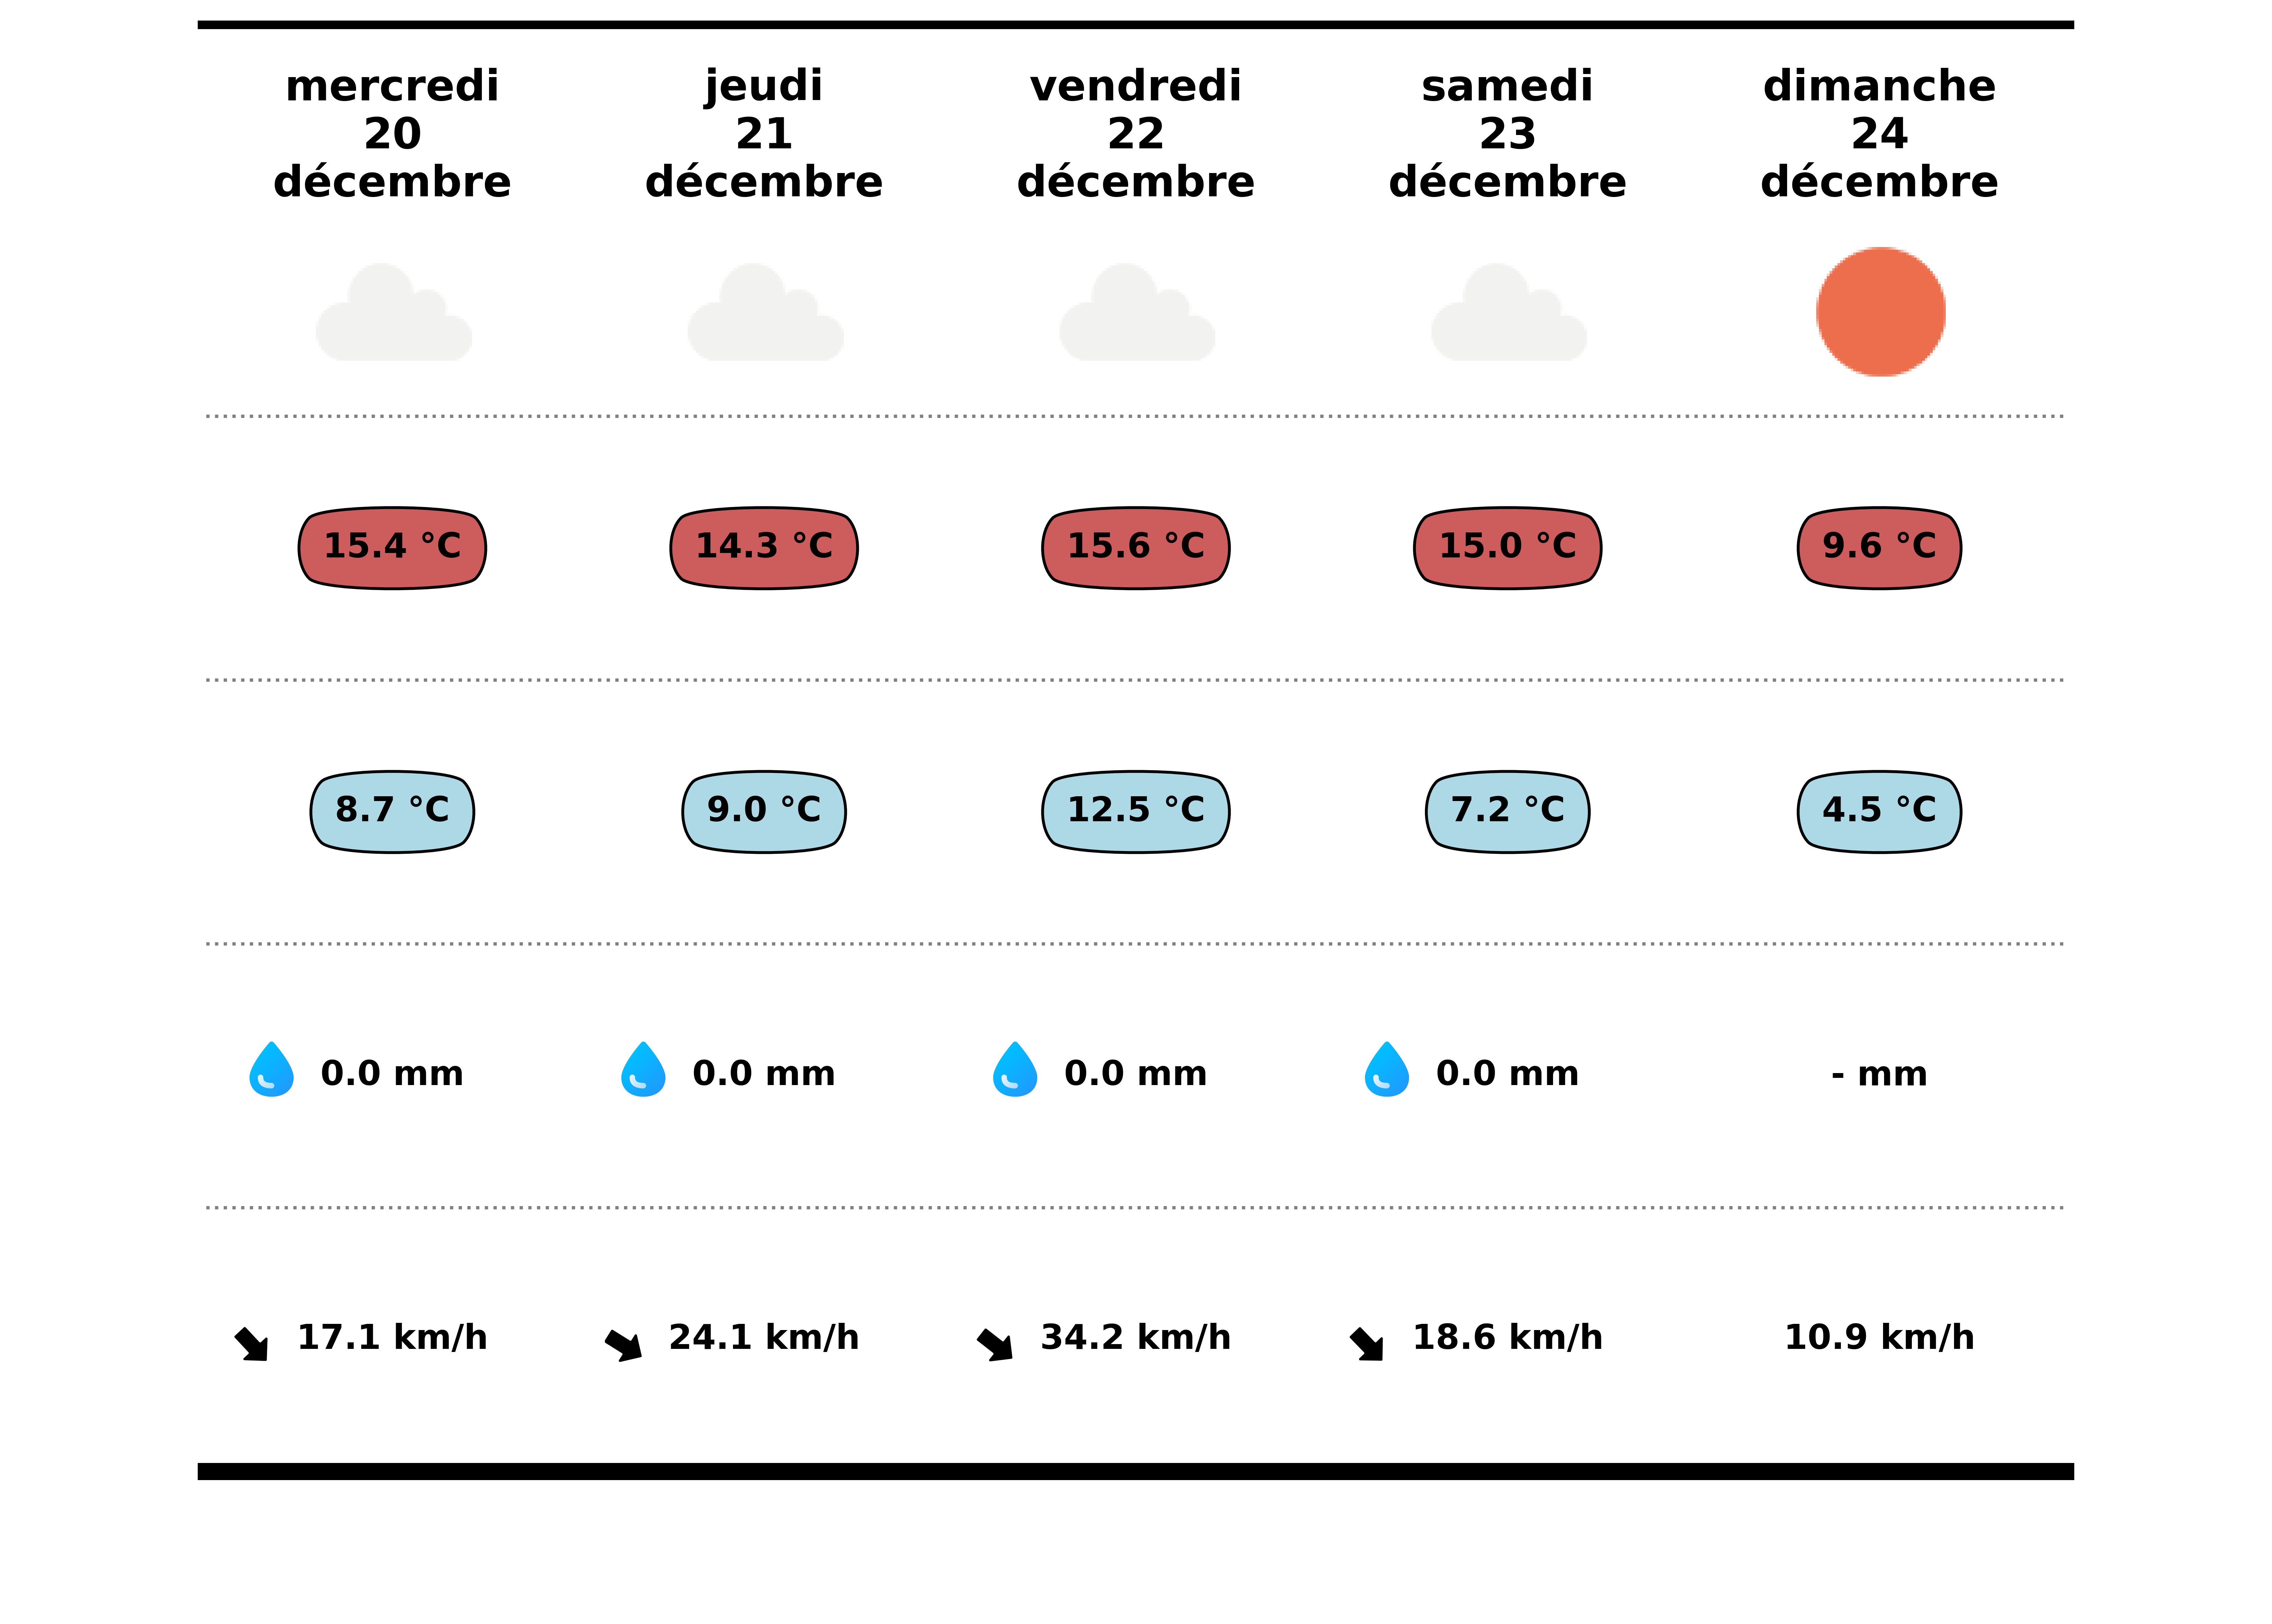 mercredi
20
décembre
jeudi
21
décembre
vendredi
22
décembre
samedi
23
décembre
dimanche
24
décembre
15.4 °C
14.3 °C
15.6 °C
15.0 °C
9.6 °C
8.7 °C
9.0 °C
12.5 °C
7.2 °C
4.5 °C
0.0 mm
0.0 mm
0.0 mm
0.0 mm
- mm
17.1 km/h
24.1 km/h
34.2 km/h
18.6 km/h
10.9 km/h